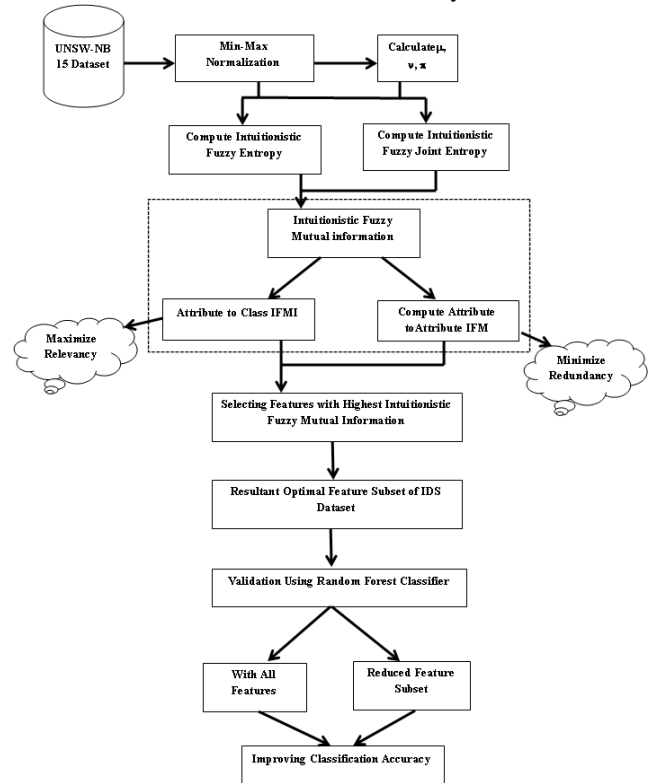 UNSW-NB
15 Dataset
Min-Max
Normalization
Calculateμ,
ν, π
Compute Intuitionistic
Fuzzy Entropy
Compute Intuitionistic
Fuzzy Joint Entropy
Intuitionistic Fuzzy
Mutual information
Attribute to Class IFMI
Compute Attribute
toAttribute IFM
Maximize
Relevancy
Minimize
Redundancy
Selecting Features with Highest Intuitionistic
Fuzzy Mutual Information
Resultant Optimal Feature Subset of IDS
Dataset
Validation Using Random Forest Classifier
With All
Features
Reduced Feature
Subset
Improving Classification Accuracy